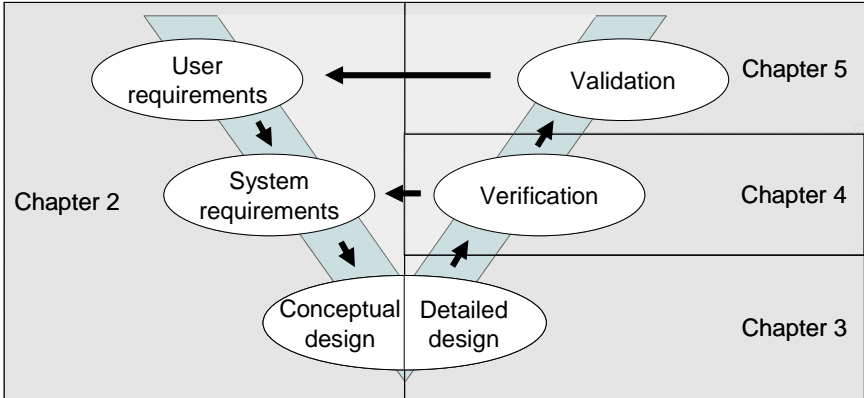 User
requirements
Validation
Chapter 5
System
requirements
Verification
Chapter 2
Chapter 4
Conceptual
design
Detailed
design
Chapter 3